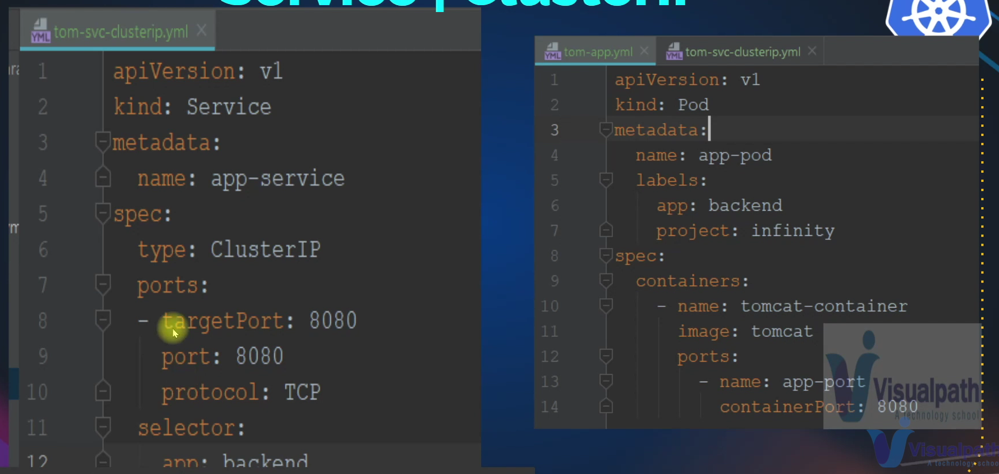 Service | ClusterIP
tom-svc-clusterip.yml
1 apiVersion: v1
2 kind: Service
3 metadata:
4 name: app-service
5 spec:
6 type: ClusterIP
7 ports:
8 - targetPort: 8080
9 port: 8080
10 protocol: TCP
11 selector:
12 app: backend
tom-app.yml tom-svc-clusterip.yml
1 apiVersion: v1
2 kind: Pod
3 metadata:
4 name: app-pod
5 labels:
6 app: backend
7 project: infinity
8 spec:
9 containers:
10 - name: tomcat-container
11 image: tomcat
12 ports:
13 - name: app-port
14 containerPort: 8080
Visualpath
A technology school
Visualpath
A technology school